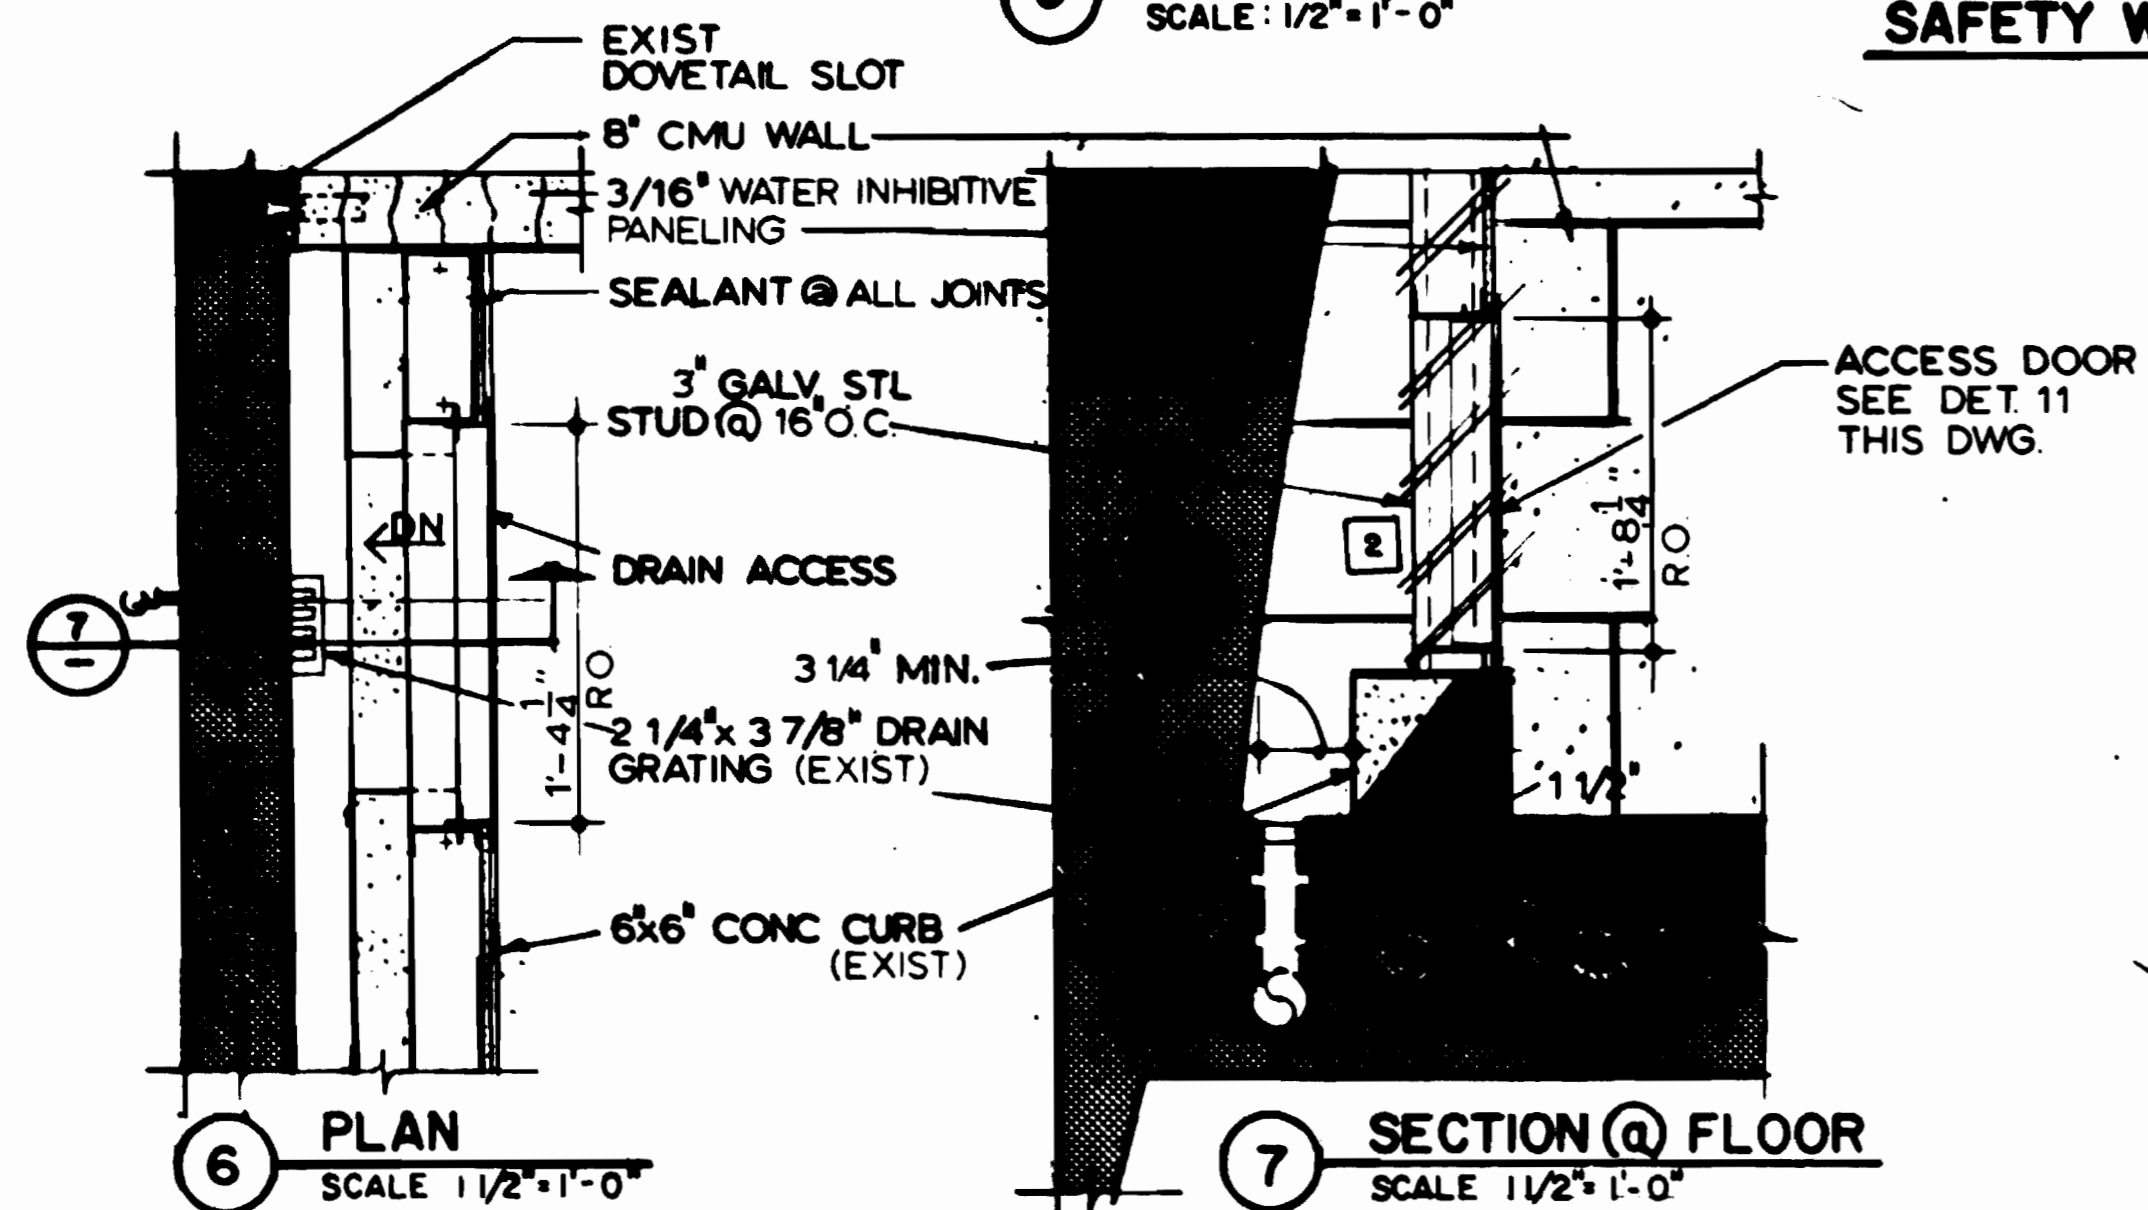 SCALE: 1/2"=1'-0"
SAFETY
EXIST
DOVETAIL SLOT
8" CMU WALL
3/16" WATER INHIBITIVE
PANELING
SEALANT @ ALL JOINTS
3" GALV. STL
STUD @ 16" O.C.
DN
DRAIN ACCESS
7
-
3 1/4" MIN.
1'-4 1/4"
RO
2 1/4"x 3 7/8" DRAIN
GRATING (EXIST)
6"x6" CONC CURB
(EXIST)
ACCESS DOOR
SEE DET. 11
THIS DWG.
2
1'-8 1/4"
R.O
1 1/2"
6
PLAN
SCALE 1 1/2"=1'-0"
7
SECTION @ FLOOR
SCALE 1 1/2"=1'-0"